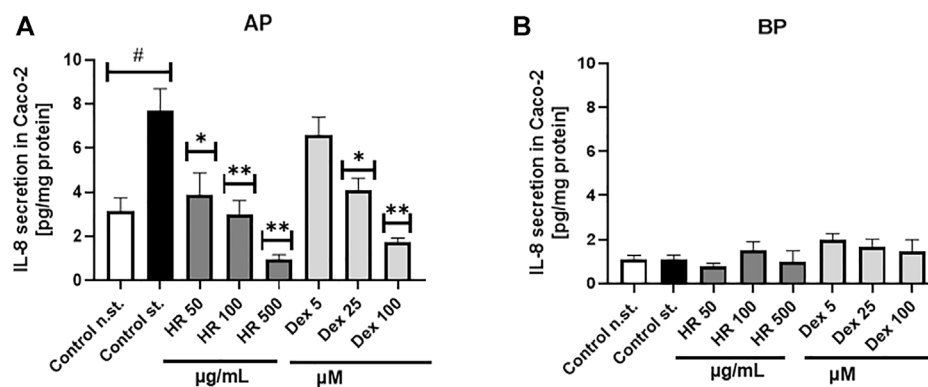 A
AP
IL-8 secretion in Caco-2
[pg/mg protein]
10
8
6
4
2
0
#
*
**
**
*
**
Control n.st.
Control st.
HR 50
HR 100
HR 500
Dex 5
Dex 25
Dex 100
µg/mL
µM
B
BP
IL-8 secretion in Caco-2
[pg/mg protein]
10
8
6
4
2
0
Control n.st.
Control st.
HR 50
HR 100
HR 500
Dex 5
Dex 25
Dex 100
µg/mL
µM